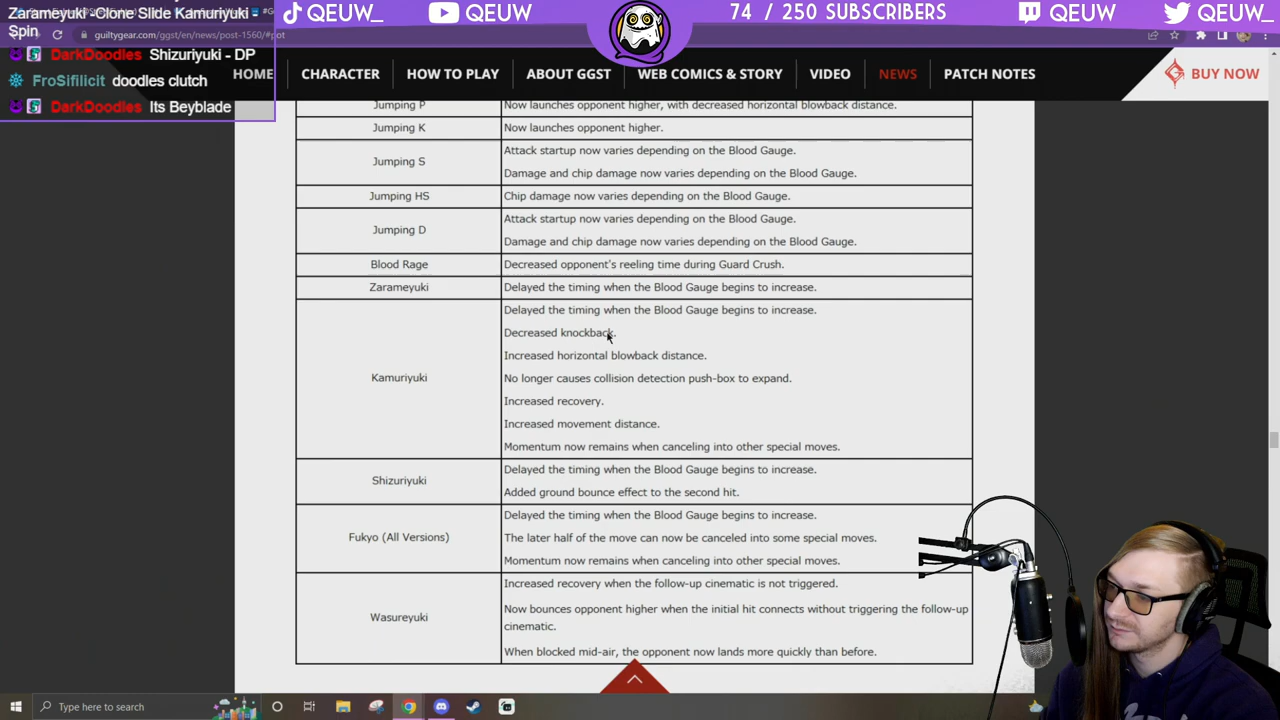 Zarameyuki -Clone Slide Kamuriyuki -
Spin
DarkDoodles Shizuriyuki - DP
FroSifilicit doodles clutch
DarkDoodles Its Beyblade
QEUW_
QEUW
74 / 250 SUBSCRIBERS
QEUW
QEUW_
guiltygear.com/ggst/en/news/post-1560/#pot
HOME
CHARACTER
HOW TO PLAY
ABOUT GGST
WEB COMICS & STORY
VIDEO
NEWS
PATCH NOTES
BUY NOW
Jumping P
Now launches opponent higher, with decreased horizontal blowback distance.
Jumping K
Now launches opponent higher.
Jumping S
Attack startup now varies depending on the Blood Gauge.
Damage and chip damage now varies depending on the Blood Gauge.
Jumping HS
Chip damage now varies depending on the Blood Gauge.
Jumping D
Attack startup now varies depending on the Blood Gauge.
Damage and chip damage now varies depending on the Blood Gauge.
Blood Rage
Decreased opponent's reeling time during Guard Crush.
Zarameyuki
Delayed the timing when the Blood Gauge begins to increase.
Kamuriyuki
Delayed the timing when the Blood Gauge begins to increase.
Decreased knockback.
Increased horizontal blowback distance.
No longer causes collision detection push-box to expand.
Increased recovery.
Increased movement distance.
Momentum now remains when canceling into other special moves.
Shizuriyuki
Delayed the timing when the Blood Gauge begins to increase.
Added ground bounce effect to the second hit.
Fukyo (All Versions)
Delayed the timing when the Blood Gauge begins to increase.
The later half of the move can now be canceled into some special moves.
Momentum now remains when canceling into other special moves.
Wasureyuki
Increased recovery when the follow-up cinematic is not triggered.
Now bounces opponent higher when the initial hit connects without triggering the follow-up
cinematic.
When blocked mid-air, the opponent now lands more quickly than before.
Type here to search